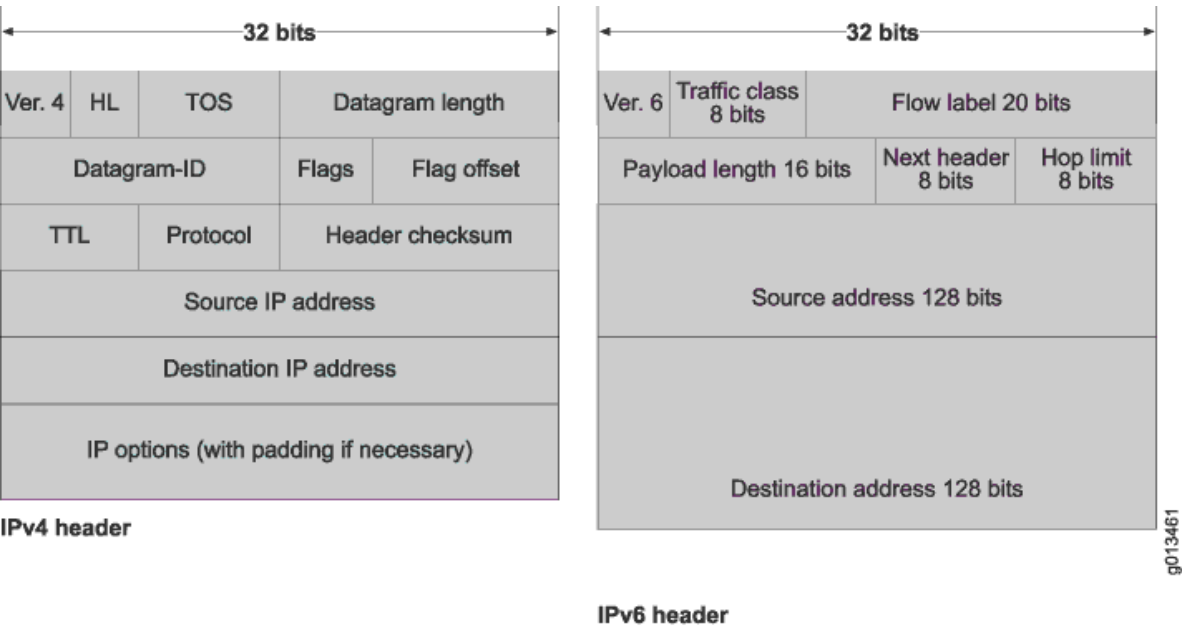 32 bits
Ver. 4 HL TOS Datagram length
Datagram-ID Flags Flag offset
TTL Protocol Header checksum
Source IP address
Destination IP address
IP options (with padding if necessary)
IPv4 header
32 bits
Ver. 6 Traffic class
8 bits Flow label 20 bits
Payload length 16 bits Next header
8 bits Hop limit
8 bits
Source address 128 bits
Destination address 128 bits
g013461
IPv6 header